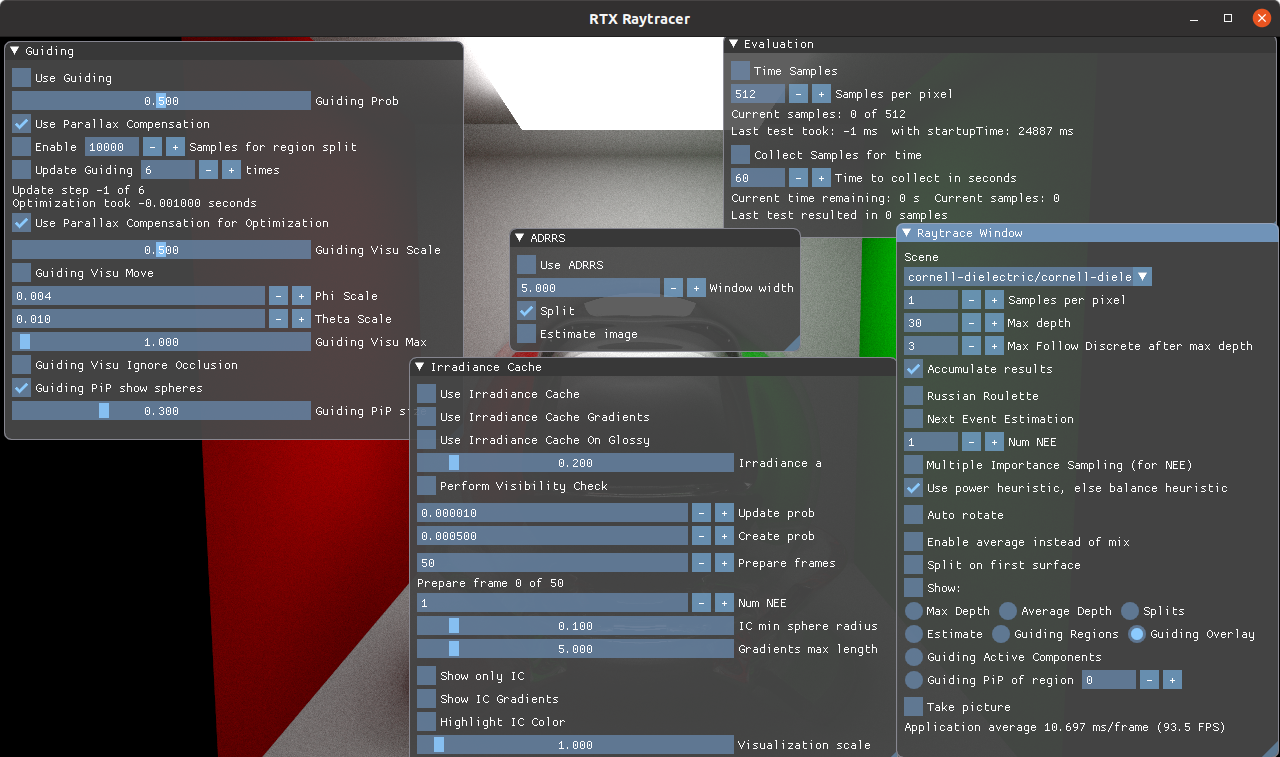 RTX Raytracer
Guiding
Use Guiding
0.500 Guiding Prob
Use Parallax Compensation
Enable 10000 - + Samples for region split
Update Guiding 6 - + times
Update step -1 of 6
Optimization took -0.001000 seconds
Use Parallax Compensation for Optimization
0.500 Guiding Visu Scale
Guiding Visu Move
0.004 - + Phi Scale
0.010 - + Theta Scale
1.000 Guiding Visu Max
Guiding Visu Ignore Occlusion
Guiding PiP show spheres
0.300 Guiding PiP
Evaluation
Time Samples
512 - + Samples per pixel
Current samples: 0 of 512
Last test took: -1 ms with startupTime: 24887 ms
Collect Samples for time
60 - + Time to collect in seconds
Current time remaining: 0 s Current samples: 0
Last test resulted in 0 samples
ADRRS
Use ADRRS
5.000 - + Window width
Split
Estimate image
Irradiance Cache
Use Irradiance Cache
Use Irradiance Cache Gradients
Use Irradiance Cache On Glossy
0.200 Irradiance a
Perform Visibility Check
0.000010 - + Update prob
0.000500 - + Create prob
50 - + Prepare frames
Prepare frame 0 of 50
1 - + Num NEE
0.100 IC min sphere radius
5.000 Gradients max length
Show only IC
Show IC Gradients
Highlight IC Color
1.000 Visualization scale
Raytrace Window
Scene
cornell-dielectric/cornell-diele
1 - + Samples per pixel
30 - + Max depth
3 - + Max Follow Discrete after max depth
Accumulate results
Russian Roulette
Next Event Estimation
1 - + Num NEE
Multiple Importance Sampling (for NEE)
Use power heuristic, else balance heuristic
Auto rotate
Enable average instead of mix
Split on first surface
Show:
Max Depth Average Depth Splits
Estimate Guiding Regions Guiding Overlay
Guiding Active Components
Guiding PiP of region 0 - +
Take picture
Application average 10.697 ms/frame (93.5 FPS)